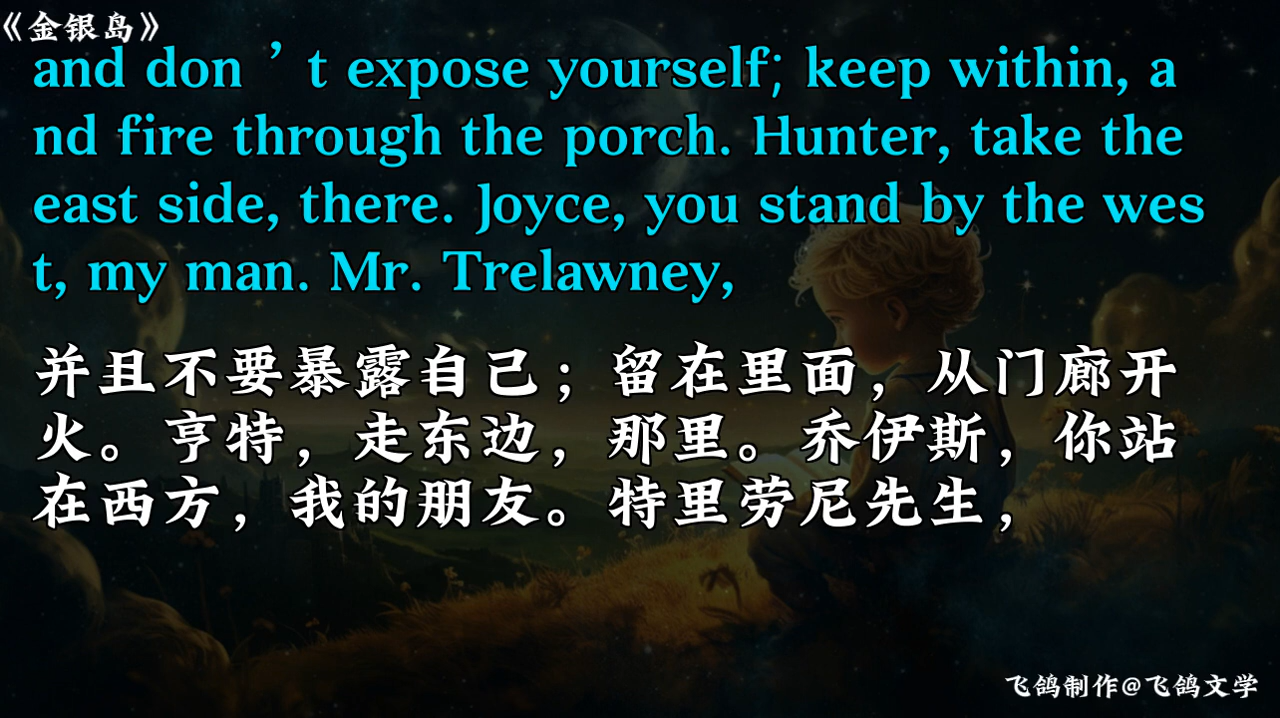 《金银岛》
and don ’ t expose yourself; keep within, a
nd fire through the porch. Hunter, take the
east side, there. Joyce, you stand by the wes
t, my man. Mr. Trelawney,
并且不要暴露自己；留在里面，从门廊开
火。亨特，走东边，那里。乔伊斯，你站
在西方，我的朋友。特里劳尼先生，
飞鸽制作@飞鸽文学